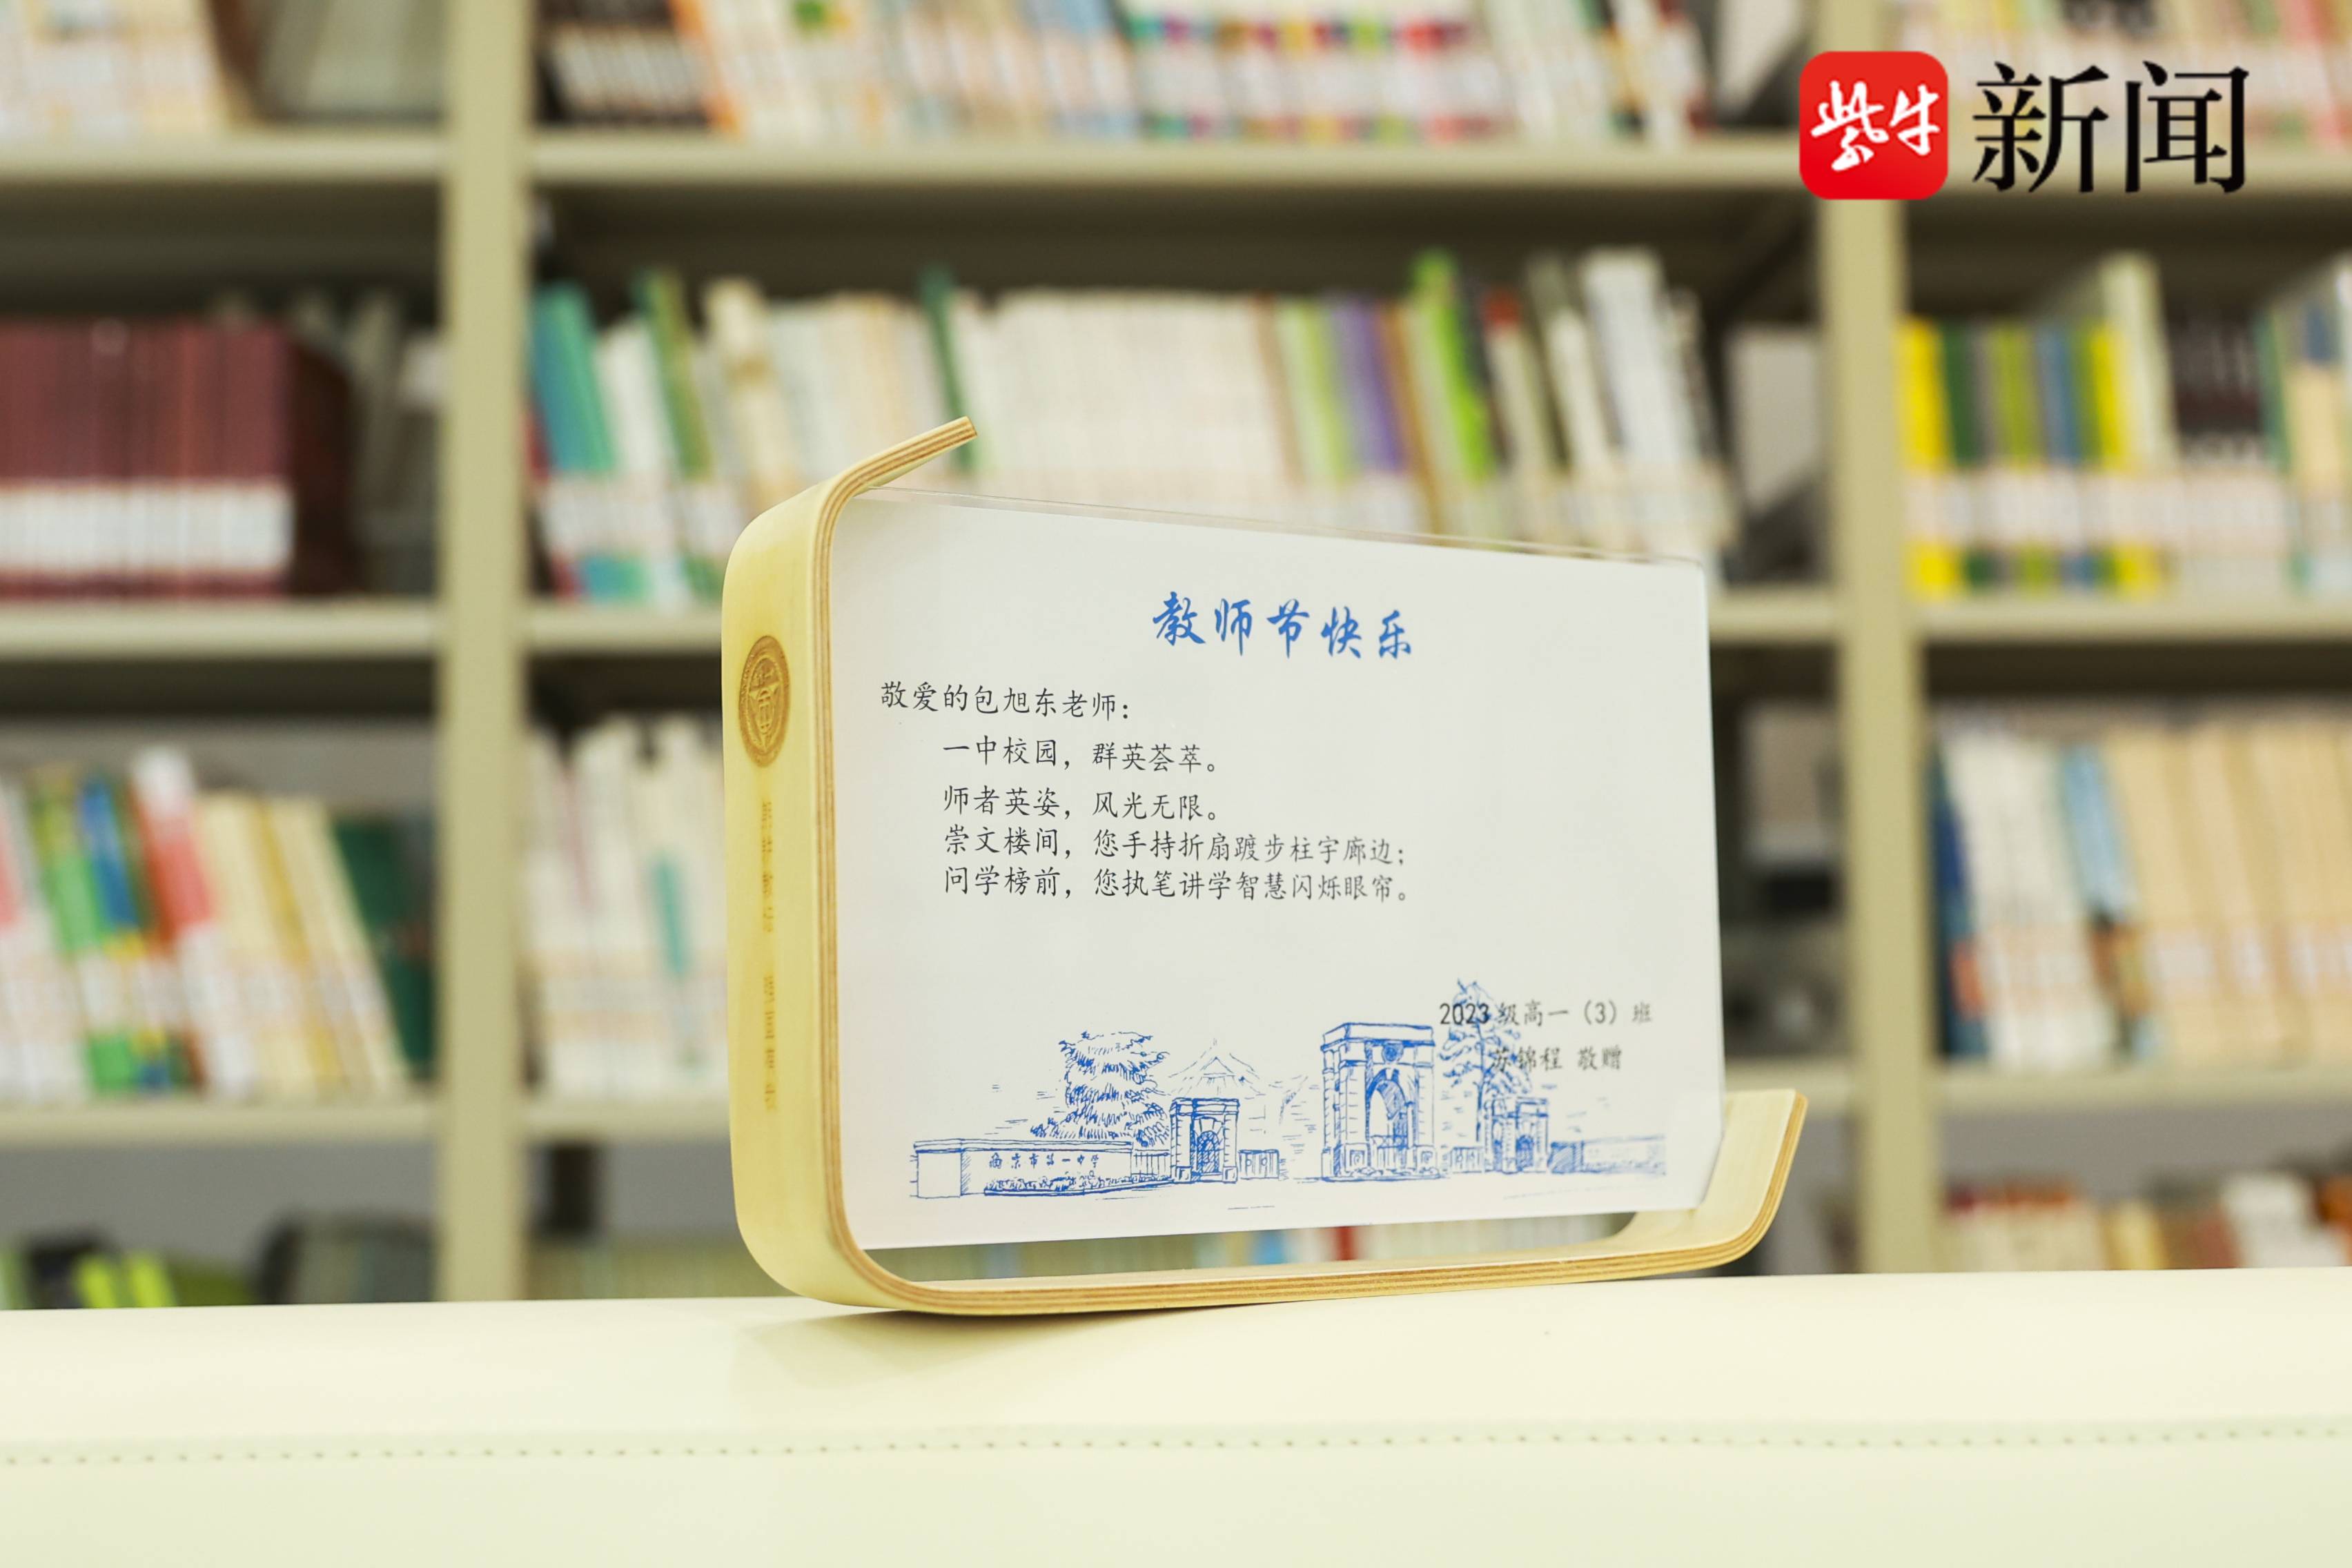 紫牛新闻
教师节快乐
敬爱的包旭东老师：
一中校园，群英荟萃。
师者英姿，风光无限。
崇文楼间，您手持折扇踱步柱宇廊边；
问学榜前，您执笔讲学智慧闪烁眼帘。
2023级高一（3）班
苏锦程 敬赠
南京市第一中学